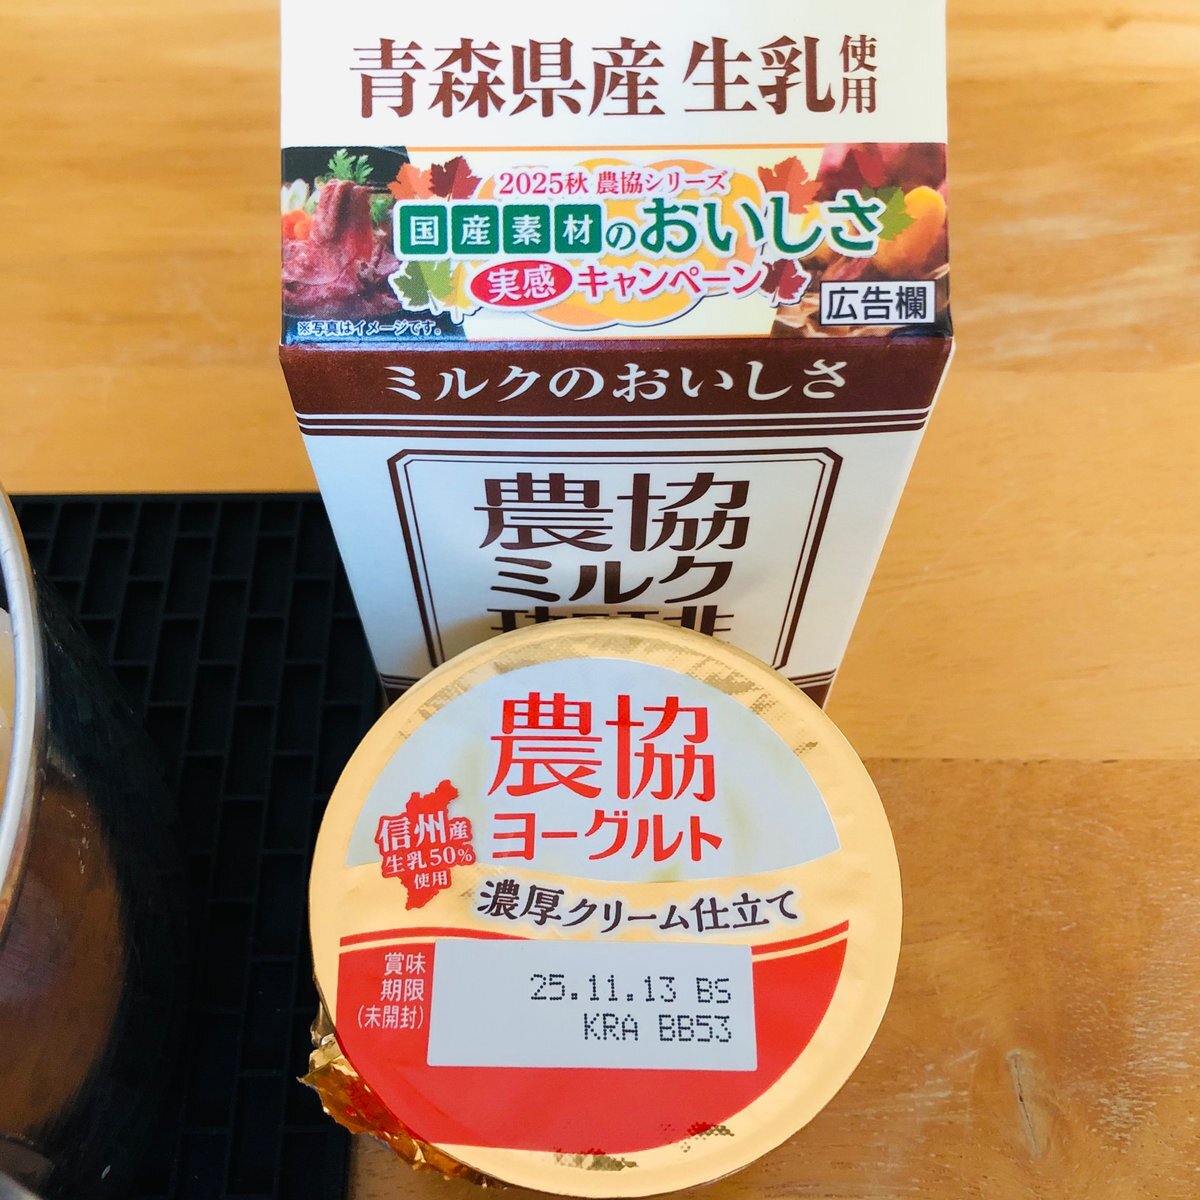 青森県産 生乳使用
2025秋 農協シリーズ
国産素材のおいしさ
実感キャンペーン
広告欄
※写真はイメージです。
ミルクのおいしさ
農協
ミルク
珈琲
農協
ヨーグルト
信州産
生乳50%
使用
濃厚クリーム仕立て
賞味
期限
(未開封)
25.11.13 BS
KRA BB53